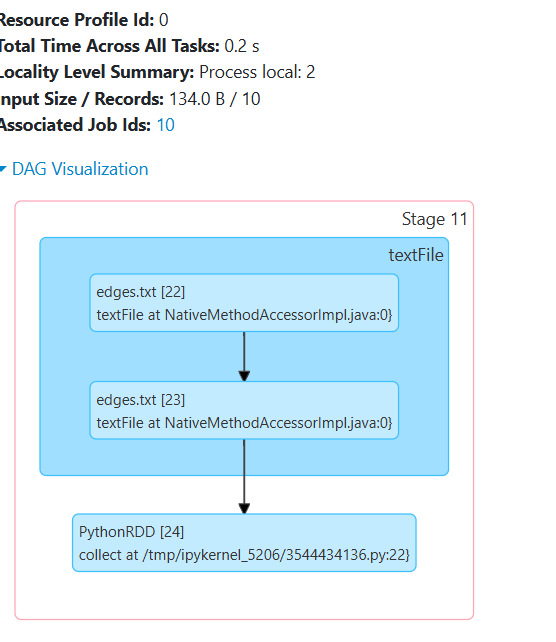 Resource Profile Id: 0
Total Time Across All Tasks: 0.2 s
Locality Level Summary: Process local: 2
Input Size / Records: 134.0 B / 10
Associated Job Ids: 10
DAG Visualization
Stage 11
textFile
edges.txt [22]
textFile at NativeMethodAccessorImpl.java:0}
edges.txt [23]
textFile at NativeMethodAccessorImpl.java:0}
PythonRDD [24]
collect at /tmp/ipykernel_5206/3544434136.py:22}